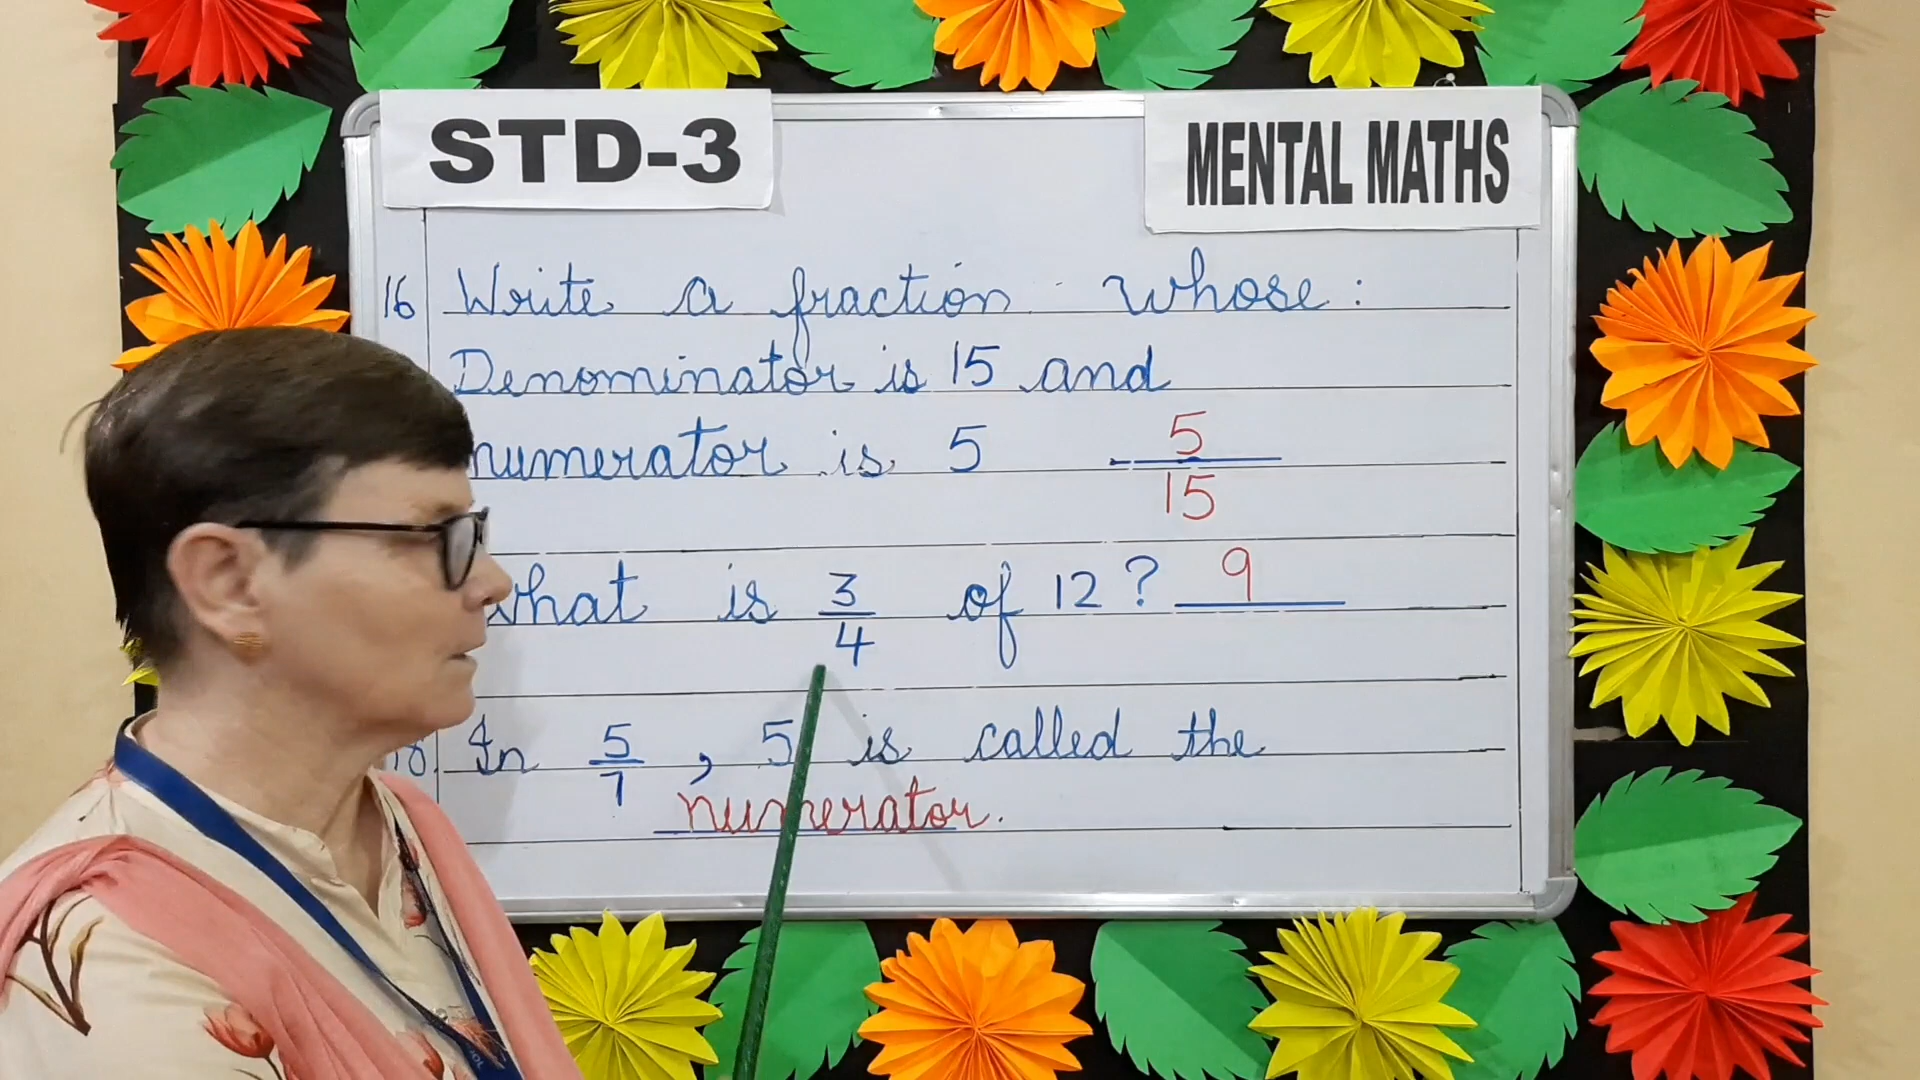 STD-3
MENTAL MATHS
16 Write a fraction whose:
Denominator is 15 and
numerator is 5 5/15
what is 3/4 of 12? 9
18. In 5/7, 5 is called the
numerator.